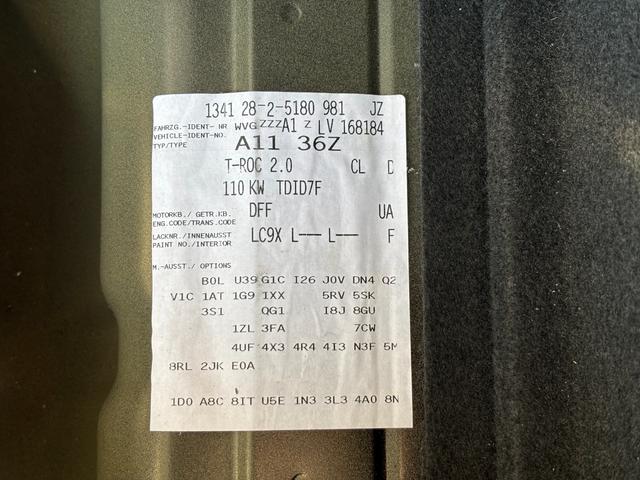 1341 28-2-5180 981 JZ
FAHRZG.-IDENT-NR
VEHICLE-IDENT-NO. WVGZZZA1Z LV 168184
TYP/TYPE A11 36Z
T-ROC 2.0 CL D
110 KW TDID7F
MOTORKB./ GETR.KB.
ENG.CODE/TRANS.CODE DFF UA
LACKNR./INNENAUSST
PAINT NO./INTERIOR LC9X L--- L--- F
M.-AUSST./ OPTIONS
B0L U39 G1C I26 J0V DN4 Q2
V1C 1AT 1G9 1XX 5RV 5SK
3S1 QG1 I8J 8GU
1ZL 3FA 7CW
4UF 4X3 4R4 4I3 N3F 5M
8RL 2JK E0A
1D0 A8C 8IT U5E 1N3 3L3 4A0 8N